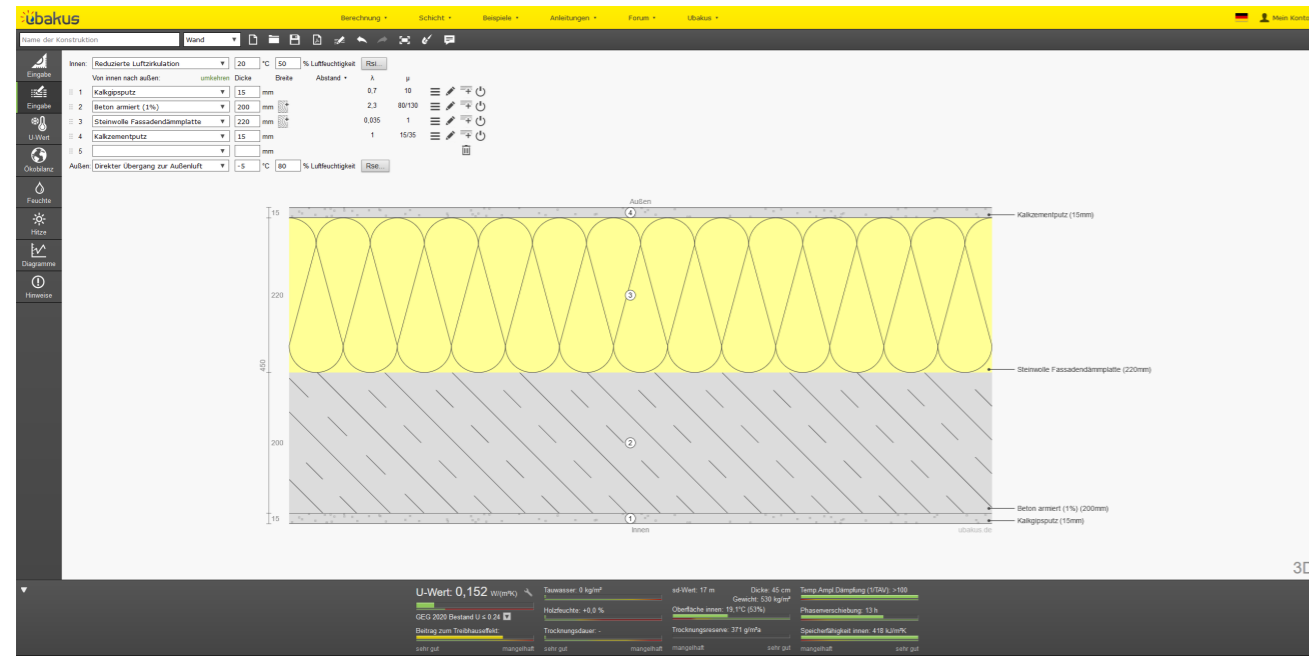 ubakus
Berechnung Schicht Beispiele Anleitungen Forum Ubakus Mein Konto
Name der Konstruktion Wand
Eingabe
Eingabe
U-Wert
Ökobilanz
Feuchte
Hitze
Diagramme
Hinweise
Innen: Reduzierte Luftzirkulation 20 °C 50 % Luftfeuchtigkeit Rsi...
Von innen nach außen: umkehren Dicke Breite Abstand λ μ
1 Kalkgipsputz 15 mm 0,7 10
2 Beton armiert (1%) 200 mm 2,3 80/130
3 Steinwolle Fassadendämmplatte 220 mm 0,035 1
4 Kalkzementputz 15 mm 1 15/35
5 mm
Außen: Direkter Übergang zur Außenluft -5 °C 80 % Luftfeuchtigkeit Rse...
Außen
15 4 Kalkzementputz (15mm)
220 3
450
Steinwolle Fassadendämmplatte (220mm)
200 2
Beton armiert (1%) (200mm)
15 1 Kalkgipsputz (15mm)
Innen ubakus.de
3D
U-Wert: 0,152 W/(m²K)
GEG 2020 Bestand U ≤ 0.24
Beitrag zum Treibhauseffekt:
sehr gut mangelhaft
Tauwasser: 0 kg/m²
Holzfeuchte: +0,0 %
Trocknungsdauer: -
sehr gut mangelhaft
sd-Wert: 17 m Dicke: 45 cm
Gewicht: 530 kg/m²
Oberfläche innen: 19,1°C (53%)
Trocknungsreserve: 371 g/m²a
mangelhaft sehr gut
Temp.Ampl.Dämpfung (1/TAV): >100
Phasenverschiebung: 13 h
Speicherfähigkeit innen: 418 kJ/m²K
mangelhaft sehr gut